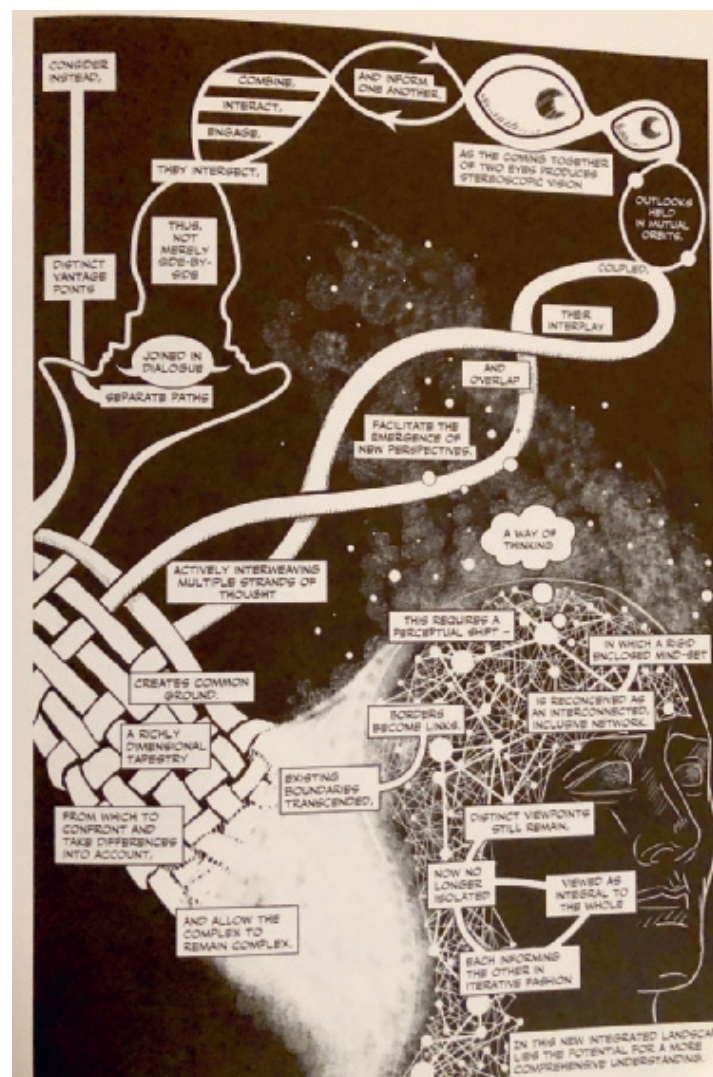 CONSIDER
INSTEAD,
DISTINCT
VANTAGE
POINTS
SEPARATE PATHS
JOINED IN
DIALOGUE
THUS,
NOT
MERELY
SIDE-BY-
SIDE
THEY INTERSECT,
ENGAGE,
INTERACT,
COMBINE,
AND INFORM
ONE ANOTHER,
AS THE COMING TOGETHER
OF TWO EYES PRODUCES
STEREOSCOPIC VISION
OUTLOOKS
HELD
IN MUTUAL
ORBITS,
COUPLED,
THEIR
INTERPLAY
AND
OVERLAP
FACILITATE THE
EMERGENCE OF
NEW PERSPECTIVES.
ACTIVELY INTERWEAVING
MULTIPLE STRANDS OF
THOUGHT
CREATES COMMON
GROUND.
A RICHLY
DIMENSIONAL
TAPESTRY
FROM WHICH TO
CONFRONT AND
TAKE DIFFERENCES
INTO ACCOUNT,
AND ALLOW THE
COMPLEX TO
REMAIN COMPLEX.
A WAY OF
THINKING
THIS REQUIRES A
PERCEPTUAL SHIFT –
IN WHICH A RIGID
ENCLOSED MIND-SET
IS RECONCEIVED AS
AN INTERCONNECTED,
INCLUSIVE NETWORK.
BORDERS
BECOME LINKS.
EXISTING
BOUNDARIES
TRANSCENDED,
DISTINCT VIEWPOINTS
STILL REMAIN,
NOW NO
LONGER
ISOLATED
VIEWED AS
INTEGRAL TO
THE WHOLE
EACH INFORMING
THE OTHER IN
ITERATIVE FASHION
IN THIS NEW INTEGRATED LANDSCA
LIES THE POTENTIAL FOR A MORE
COMPREHENSIVE UNDERSTANDING.